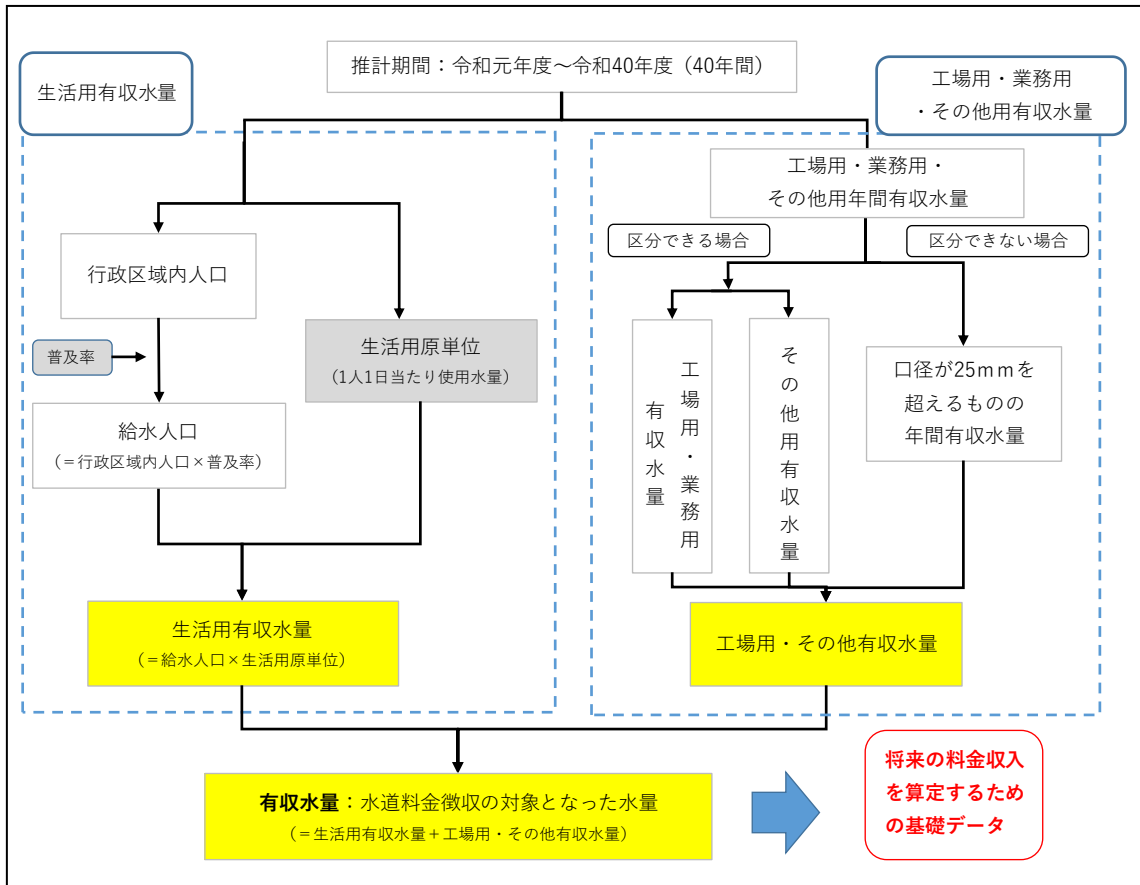 推計期間：令和元年度～令和40年度（40年間）
生活用有収水量
工場用・業務用
・その他用有収水量
工場用・業務用・
その他用年間有収水量
区分できる場合
区分できない場合
行政区域内人口
普及率
生活用原単位
（1人1日当たり使用水量）
給水人口
（＝行政区域内人口×普及率）
工場用・業務用
有収水量
その他用有収水量
口径が25ｍｍを
超えるものの
年間有収水量
生活用有収水量
（＝給水人口×生活用原単位）
工場用・その他有収水量
有収水量：水道料金徴収の対象となった水量
（＝生活用有収水量＋工場用・その他有収水量）
将来の料金収入
を算定するため
の基礎データ